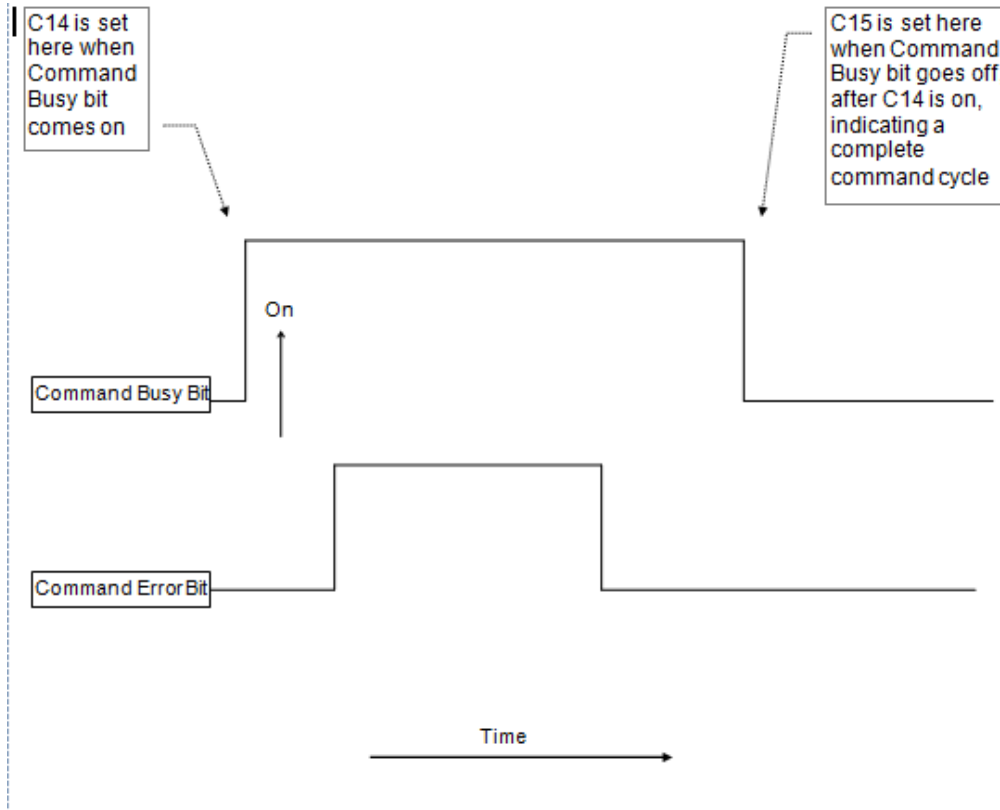 C14 is set
here when
Command
Busy bit
comes on
C15 is set here
when Command
Busy bit goes off
after C14 is on,
indicating a
complete
command cycle
On
Command Busy Bit
Command Error Bit
Time